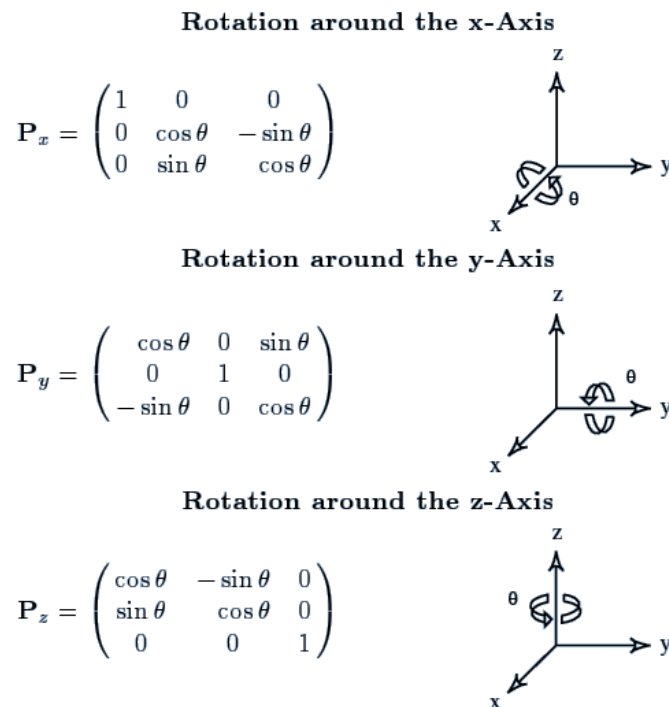 Rotation around the x-Axis
z
1 0 0
P_x = 0 cos θ − sin θ
0 sin θ cos θ
y
θ
x
Rotation around the y-Axis
z
cos θ 0 sin θ
P_y = 0 1 0
− sin θ 0 cos θ
θ
y
x
Rotation around the z-Axis
z
cos θ − sin θ 0
P_z = sin θ cos θ 0
0 0 1
θ
y
x